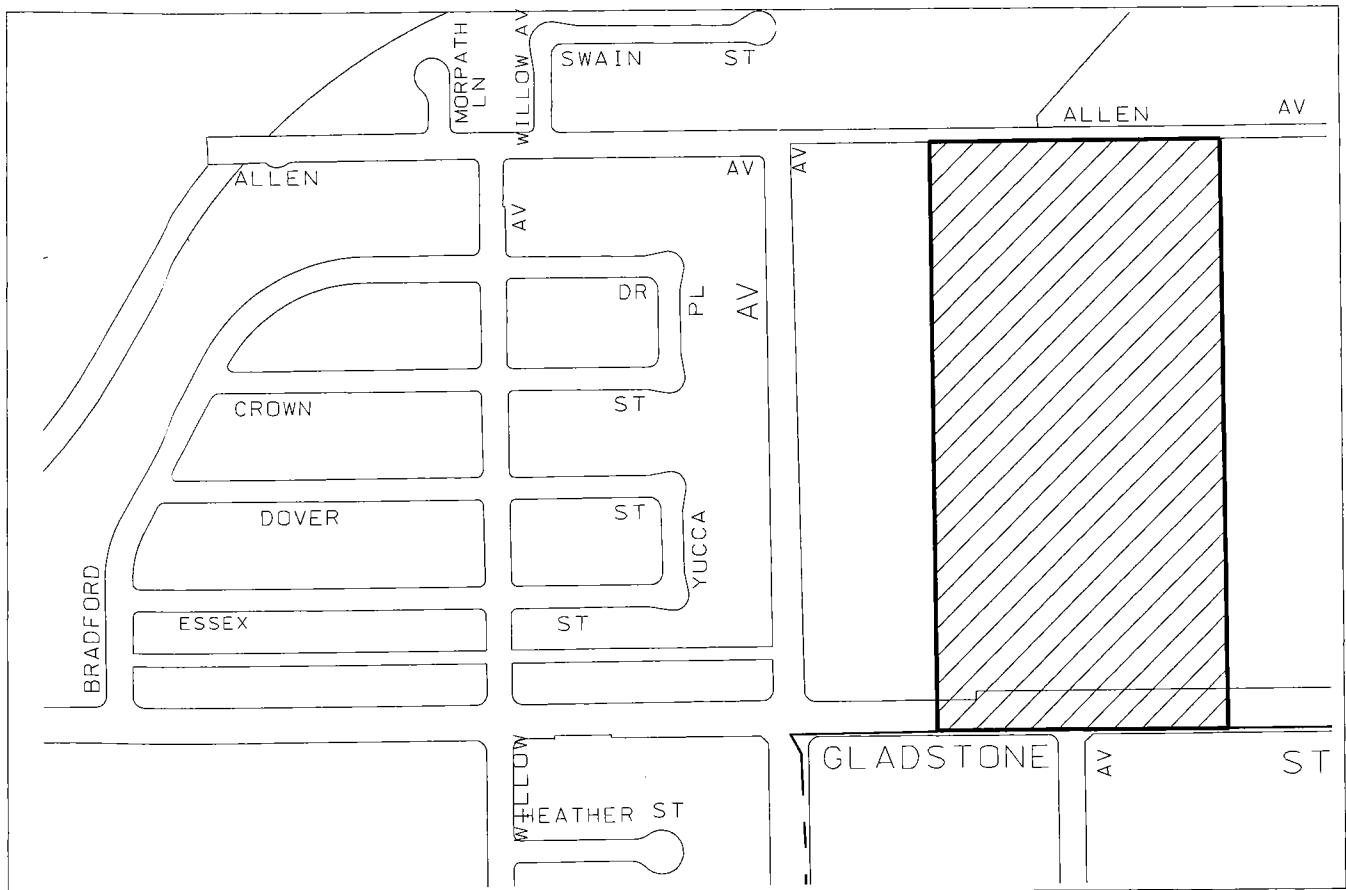 MORPATH
LN
WILLOW AV
SWAIN ST
ALLEN AV
ALLEN AV
AV
AV
DR
PL
AV
CROWN ST
DOVER ST
YUCCA
BRADFORD
ESSEX ST
WILLOW
GLADSTONE ST
AV
HEATHER ST